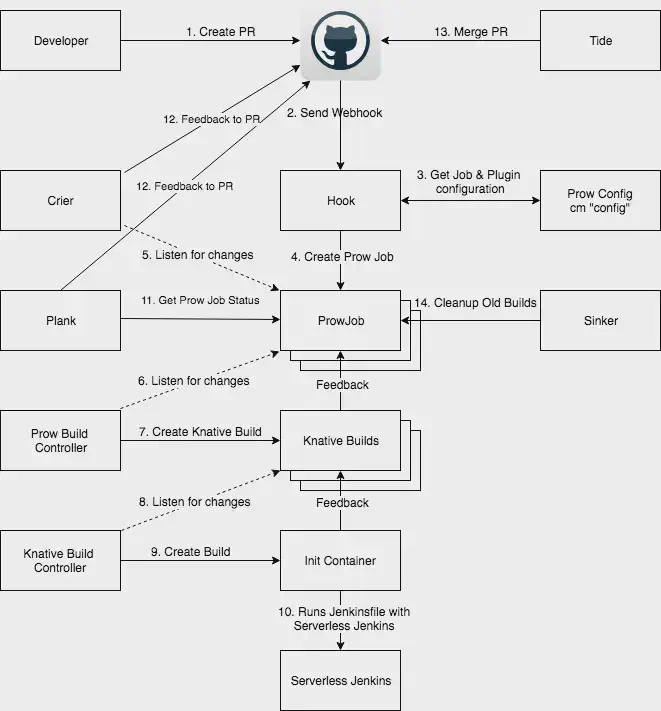 Developer
1. Create PR
13. Merge PR
Tide
2. Send Webhook
12. Feedback to PR
12. Feedback to PR
Crier
Hook
3. Get Job & Plugin
configuration
Prow Config
cm "config"
5. Listen for changes
4. Create Prow Job
Plank
11. Get Prow Job Status
ProwJob
14. Cleanup Old Builds
Sinker
6. Listen for changes
Feedback
Prow Build
Controller
7. Create Knative Build
Knative Builds
8. Listen for changes
Feedback
Knative Build
Controller
9. Create Build
Init Container
10. Runs Jenkinsfile with
Serverless Jenkins
Serverless Jenkins